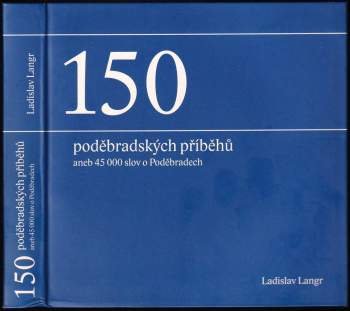 150
poděbradských příběhů
aneb 45 000 slov o Poděbradech
Ladislav Langr
150 poděbradských příběhů
aneb 45 000 slov o Poděbradech
Ladislav Langr